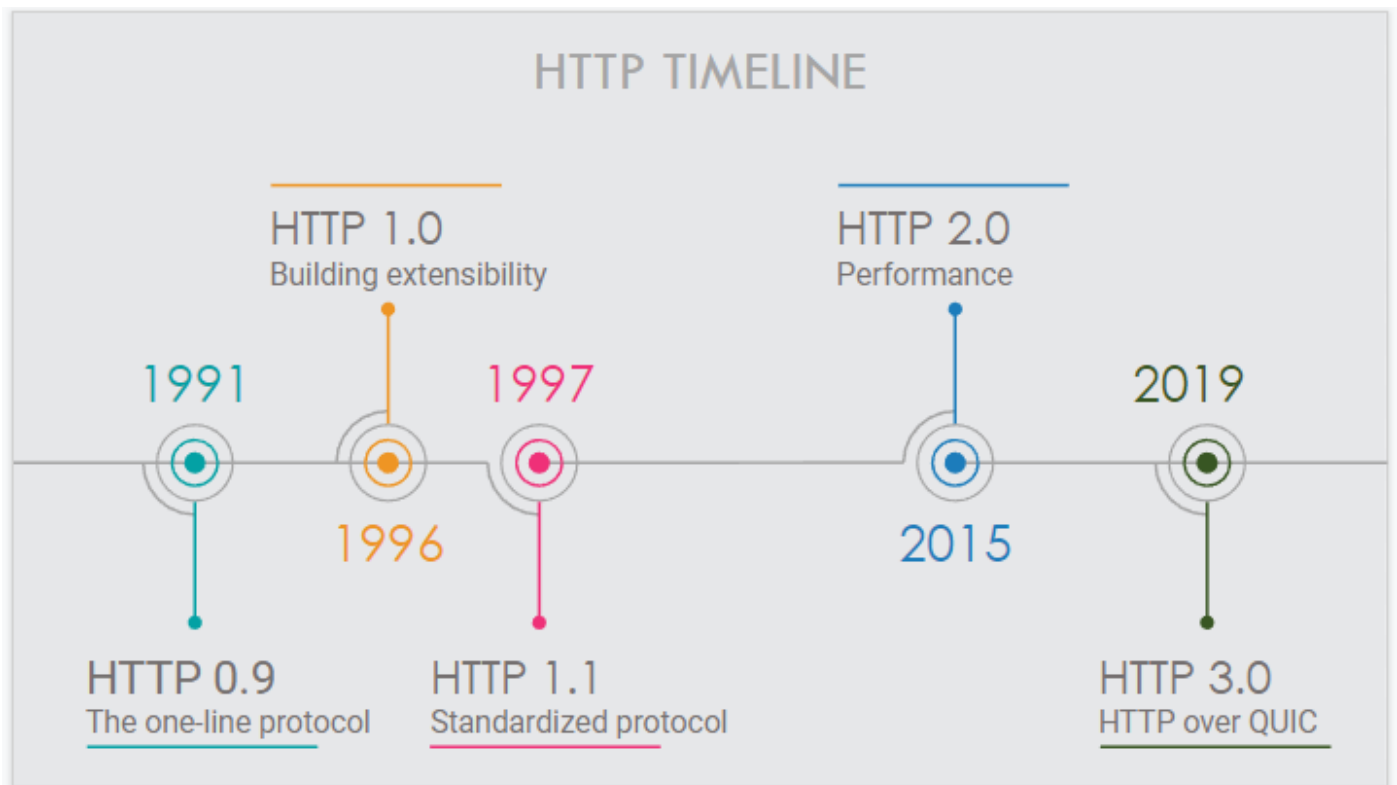 HTTP TIMELINE
HTTP 1.0
Building extensibility
HTTP 2.0
Performance
1991
1997
2019
1996
2015
HTTP 0.9
The one-line protocol
HTTP 1.1
Standardized protocol
HTTP 3.0
HTTP over QUIC